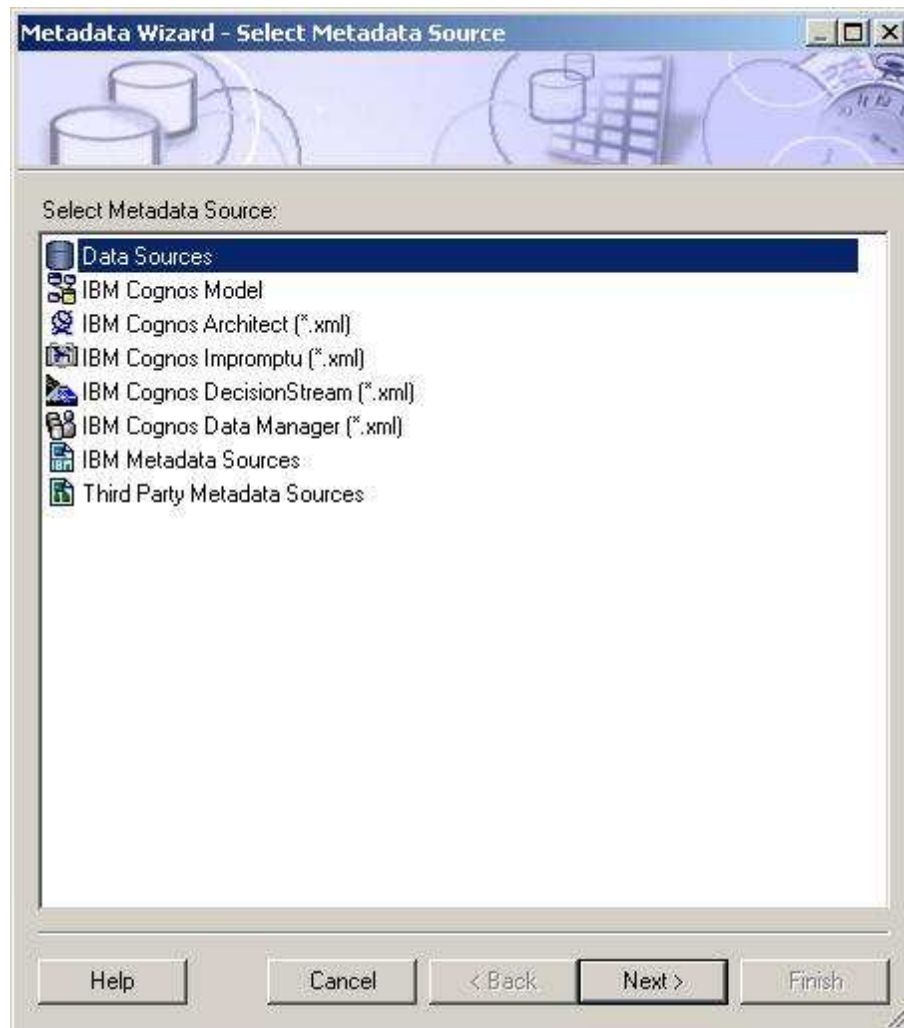 Metadata Wizard - Select Metadata Source
Select Metadata Source:
Data Sources
IBM Cognos Model
IBM Cognos Architect (*.xml)
IBM Cognos Impromptu (*.xml)
IBM Cognos DecisionStream (*.xml)
IBM Cognos Data Manager (*.xml)
IBM Metadata Sources
Third Party Metadata Sources
Help Cancel < Back Next > Finish